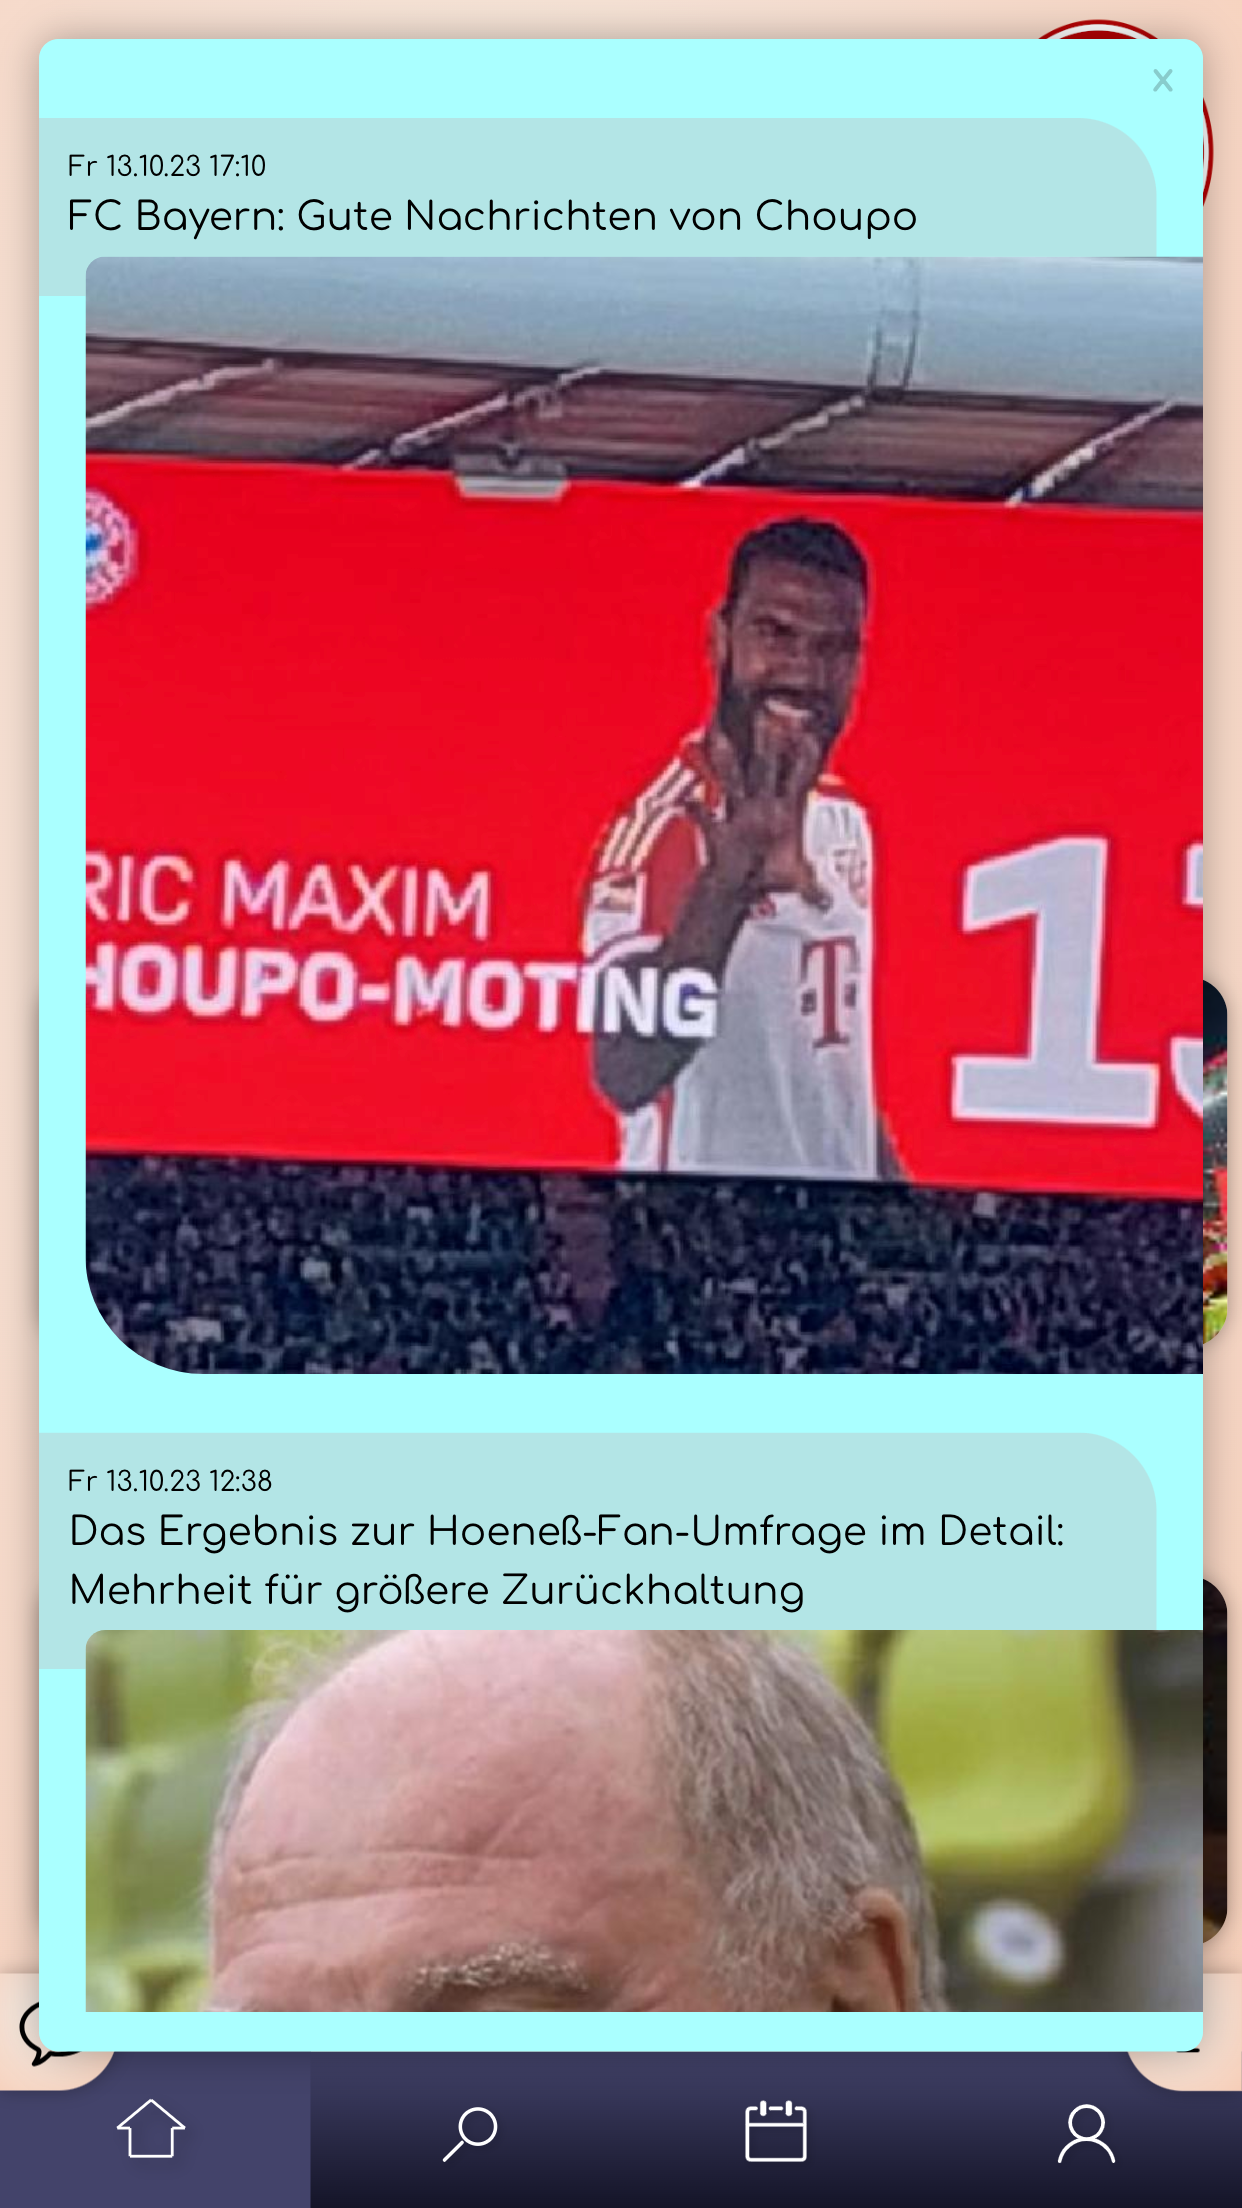 x
Fr 13.10.23 17:10
FC Bayern: Gute Nachrichten von Choupo
RIC MAXIM
HOUPO-MOTING
T
1
Fr 13.10.23 12:38
Das Ergebnis zur Hoeneß-Fan-Umfrage im Detail:
Mehrheit für größere Zurückhaltung